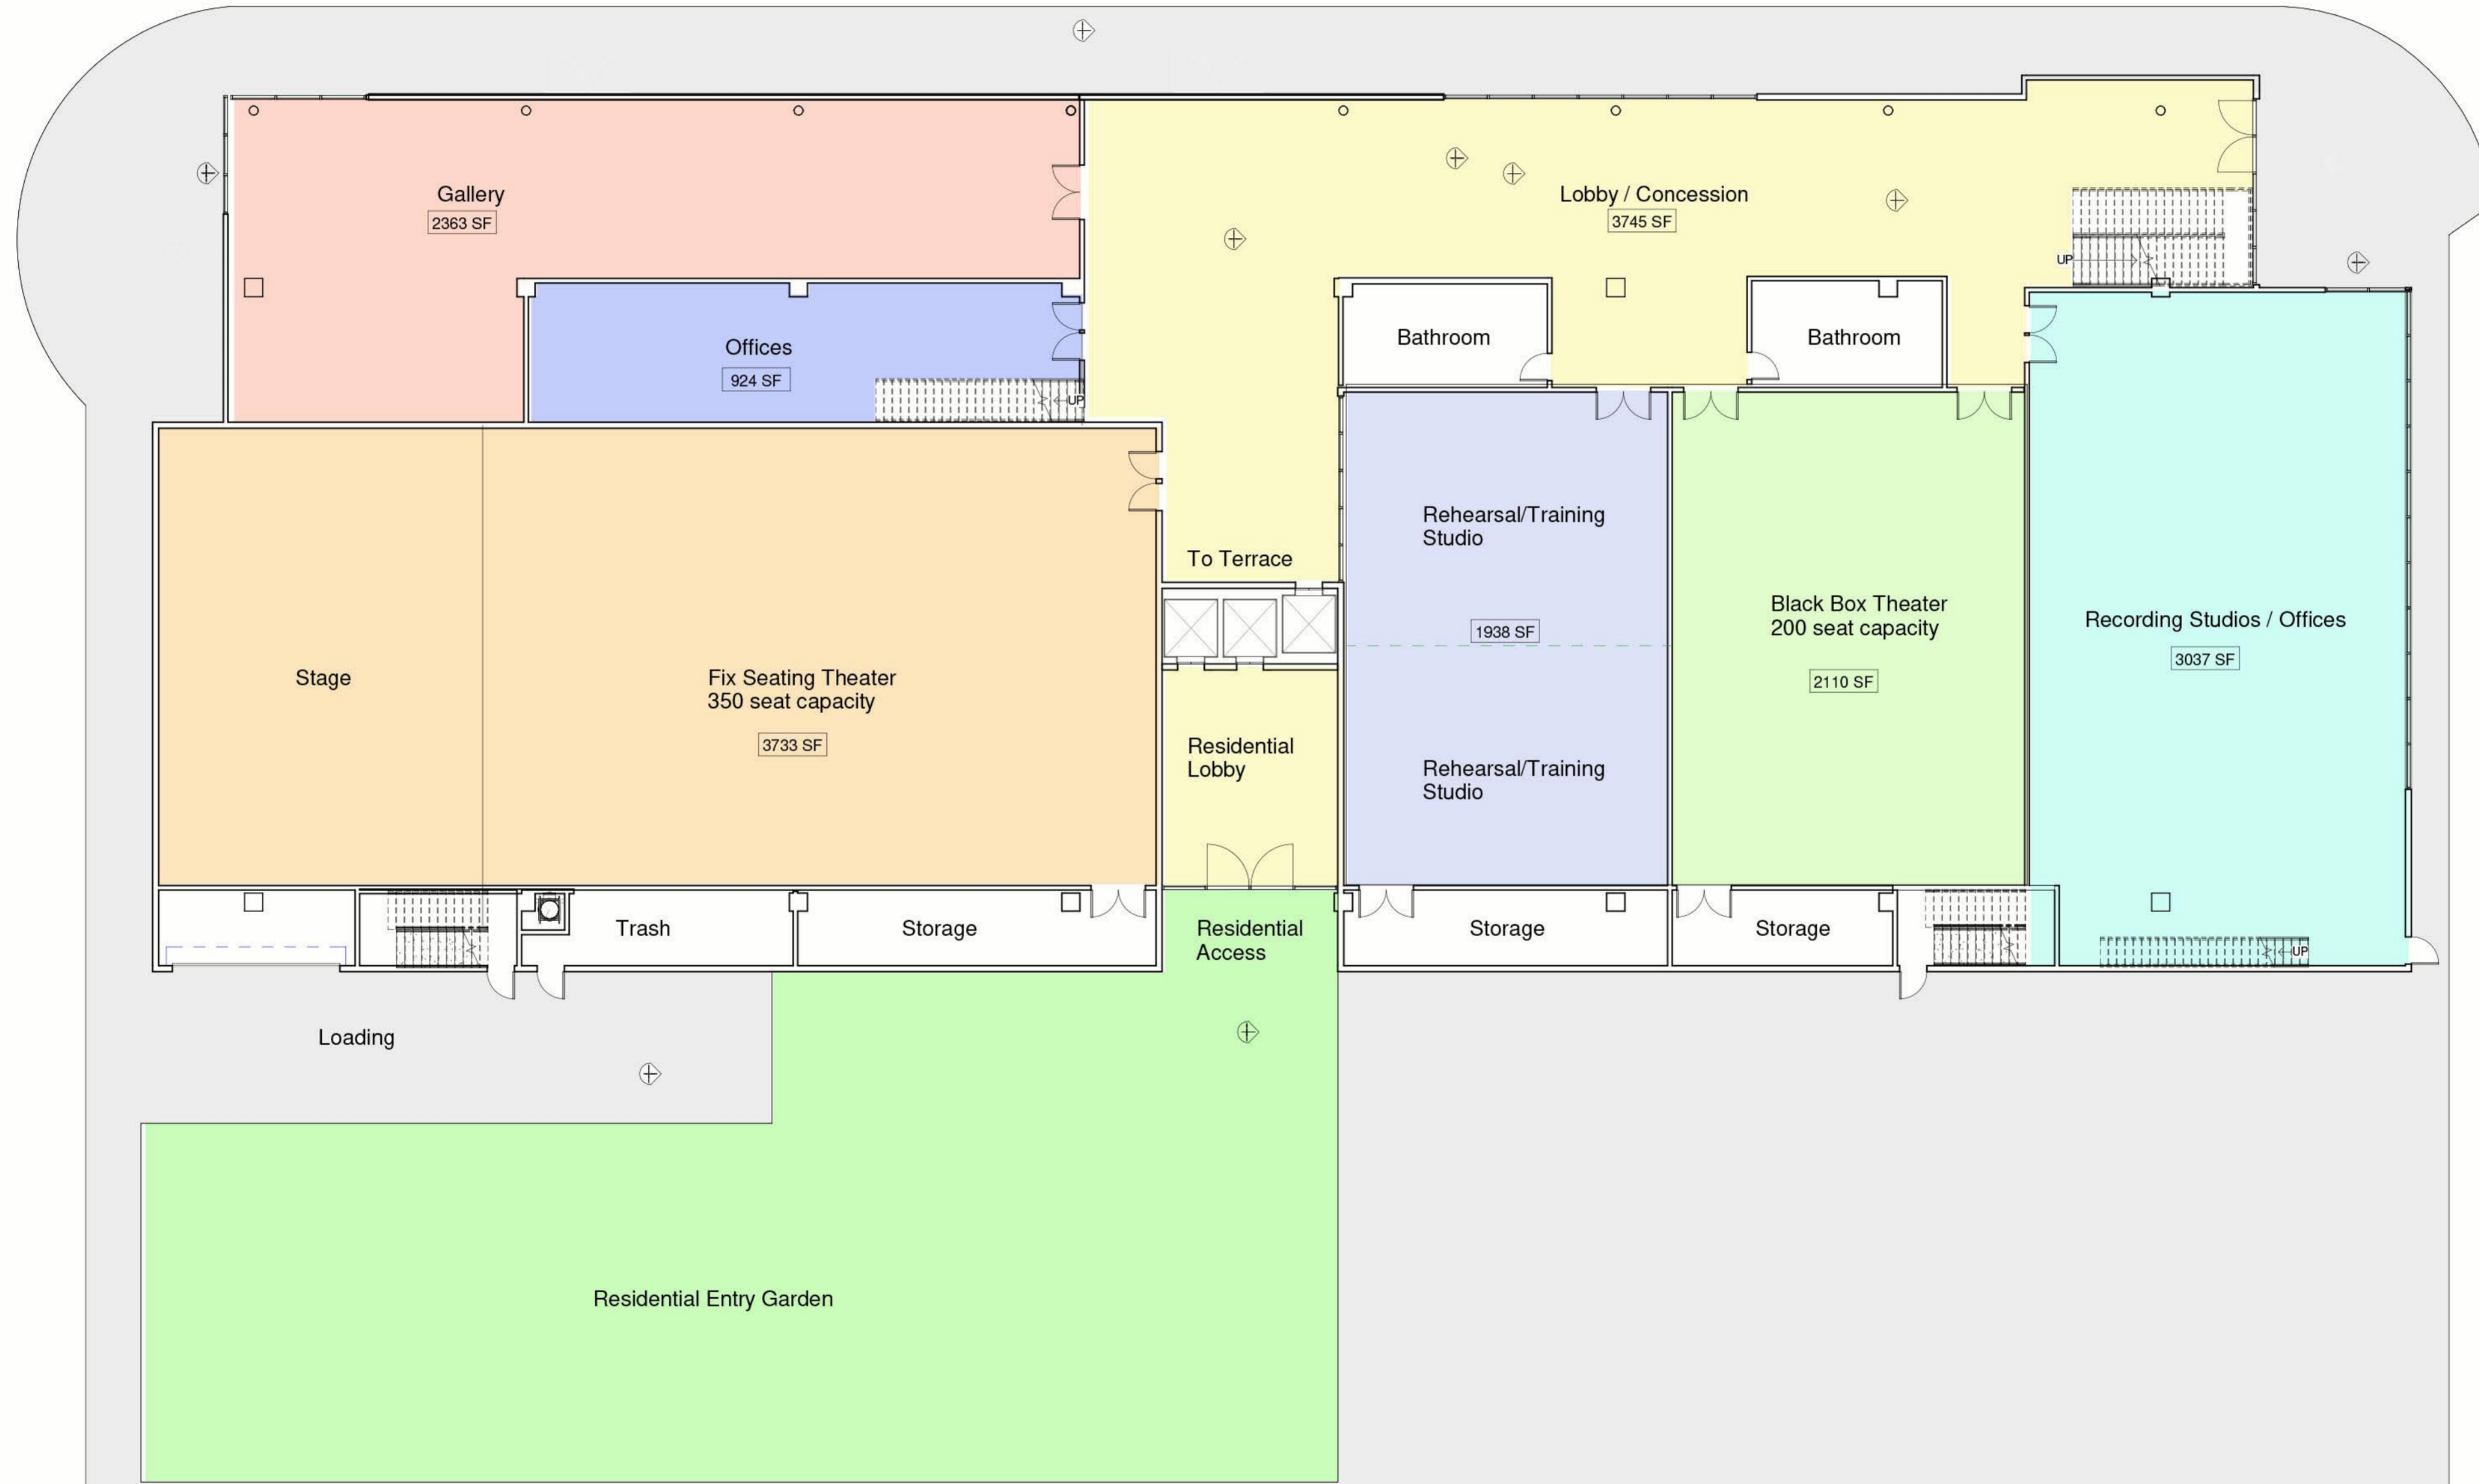 Gallery
2363 SF
Lobby / Concession
3745 SF
UP
Offices
924 SF
UP
Bathroom
Bathroom
To Terrace
Rehearsal/Training
Studio
1938 SF
Rehearsal/Training
Studio
Black Box Theater
200 seat capacity
2110 SF
Recording Studios / Offices
3037 SF
Stage
Fix Seating Theater
350 seat capacity
3733 SF
Residential
Lobby
Trash
Storage
Residential
Access
Storage
Storage
UP
Loading
Residential Entry Garden